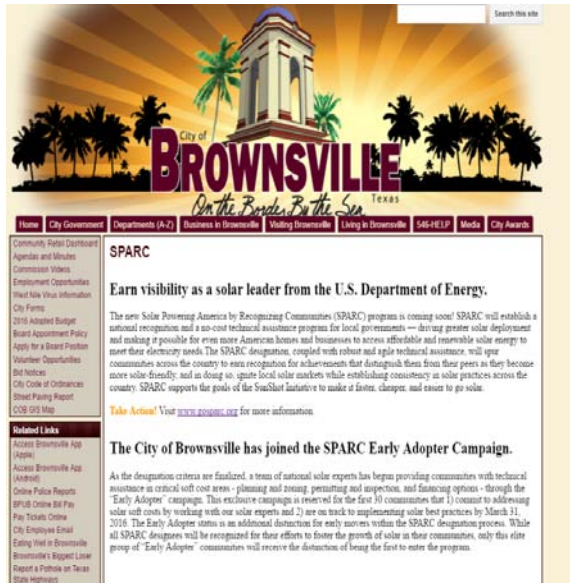 Search this site
City of
BROWNSVILLE
On the Border By the Sea
Texas
Home City Government Departments (A-Z) Business in Brownsville Visiting Brownsville Living in Brownsville 546-HELP Media City Awards
Community Retail Dashboard
Agendas and Minutes
Commission Videos
Employment Opportunities
West Nile Virus Information
City Forms
2016 Adopted Budget
Board Appointment Policy
Apply for a Board Position
Volunteer Opportunities
Bid Notices
City Code of Ordinances
Street Paving Report
COB GIS Map
Related Links
Access Brownsville App
(Apple)
Access Brownsville App
(Android)
Online Police Reports
BPUB Online Bill Pay
Pay Tickets Online
City Employee Email
Eating Well in Brownsville
Brownsville's Biggest Loser
Report a Pothole on Texas
State Highways
SPARC
Earn visibility as a solar leader from the U.S. Department of Energy.
The new Solar Powering America by Recognizing Communities (SPARC) program is coming soon! SPARC will establish a
national recognition and a no-cost technical assistance program for local governments — driving greater solar deployment
and making it possible for even more American homes and businesses to access affordable and renewable solar energy to
meet their electricity needs.The SPARC designation, coupled with robust and agile technical assistance, will spur
communities across the country to earn recognition for achievements that distinguish them from their peers as they become
more solar-friendly, and in doing so, ignite local solar markets while establishing consistency in solar practices across the
country. SPARC supports the goals of the SunShot Initiative to make it faster, cheaper, and easier to go solar.
Take Action! Visit www.gosparc.org for more information
The City of Brownsville has joined the SPARC Early Adopter Campaign.
As the designation criteria are finalized, a team of national solar experts has begun providing communities with technical
assistance in critical soft cost areas - planning and zoning, permitting and inspection, and financing options - through the
"Early Adopter" campaign. This exclusive campaign is reserved for the first 30 communities that 1) commit to addressing
solar soft costs by working with our solar experts and 2) are on track to implementing solar best practices by March 31,
2016. The Early Adopter status is an additional distinction for early movers within the SPARC designation process. While
all SPARC designees will be recognized for their efforts to foster the growth of solar in their communities, only this elite
group of "Early Adopter" communities will receive the distinction of being the first to enter the program.